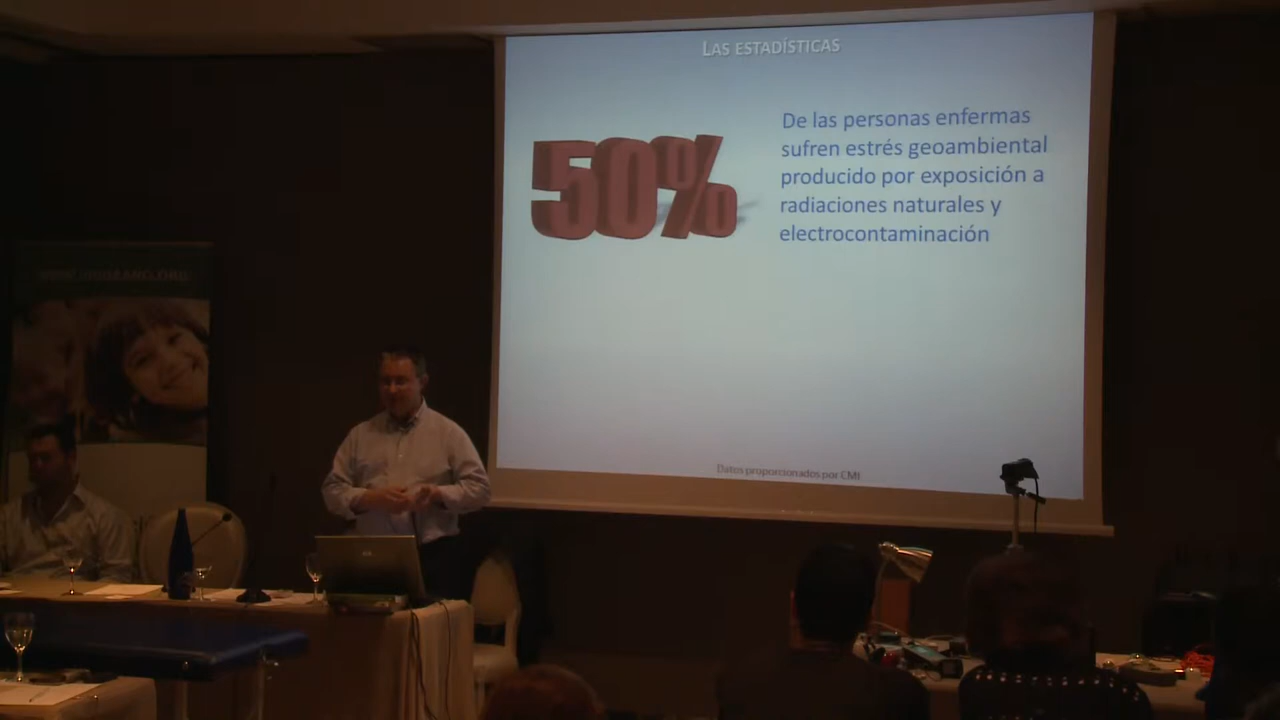 LAS ESTADÍSTICAS
50%
De las personas enfermas
sufren estrés geoambiental
producido por exposición a
radiaciones naturales y
electrocontaminación
Datos proporcionados por CMI